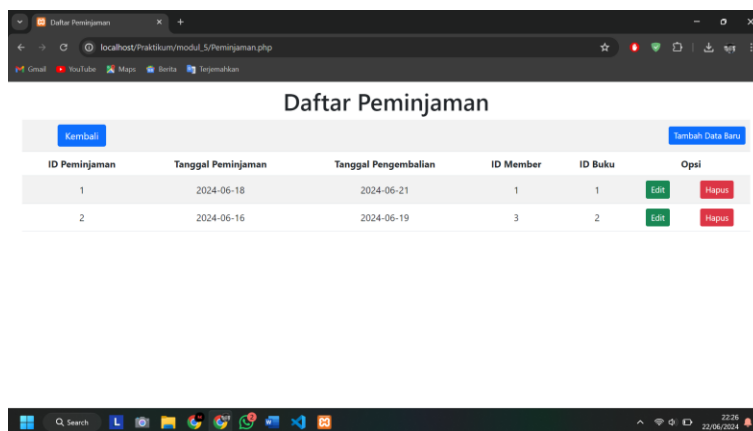 Daftar Peminjaman
localhost/Praktikum/modul_5/Peminjaman.php
Gmail YouTube Maps Berita Terjemahkan
Daftar Peminjaman
Kembali Tambah Data Baru
ID Peminjaman Tanggal Peminjaman Tanggal Pengembalian ID Member ID Buku Opsi
1 2024-06-18 2024-06-21 1 1 Edit Hapus
2 2024-06-16 2024-06-19 3 2 Edit Hapus
Search 22:26
22/06/2024